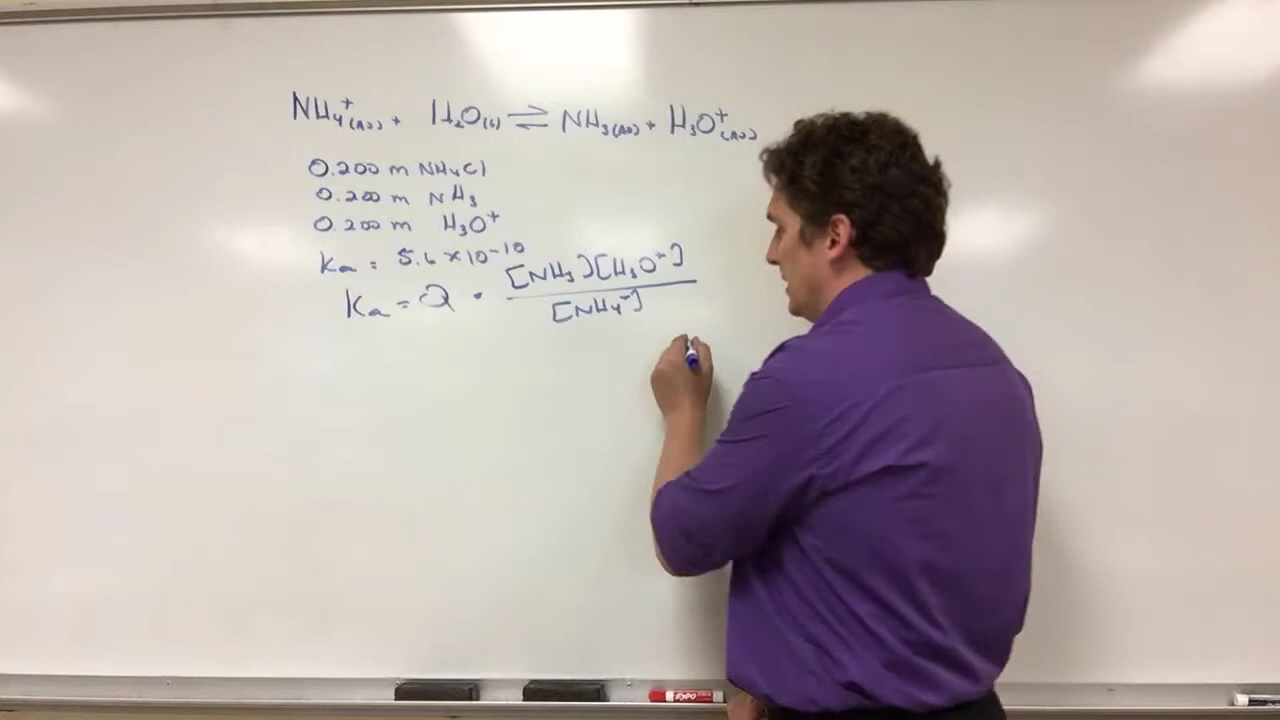 NH₄⁺(aq) + H₂O(l) ⇌ NH₃(aq) + H₃O⁺(aq)
0.200 m NH₄Cl
0.200 m NH₃
0.200 m H₃O⁺
Ka = 5.6 × 10⁻¹⁰
Ka = Q = [NH₃][H₃O⁺] / [NH₄⁺]
EXPO